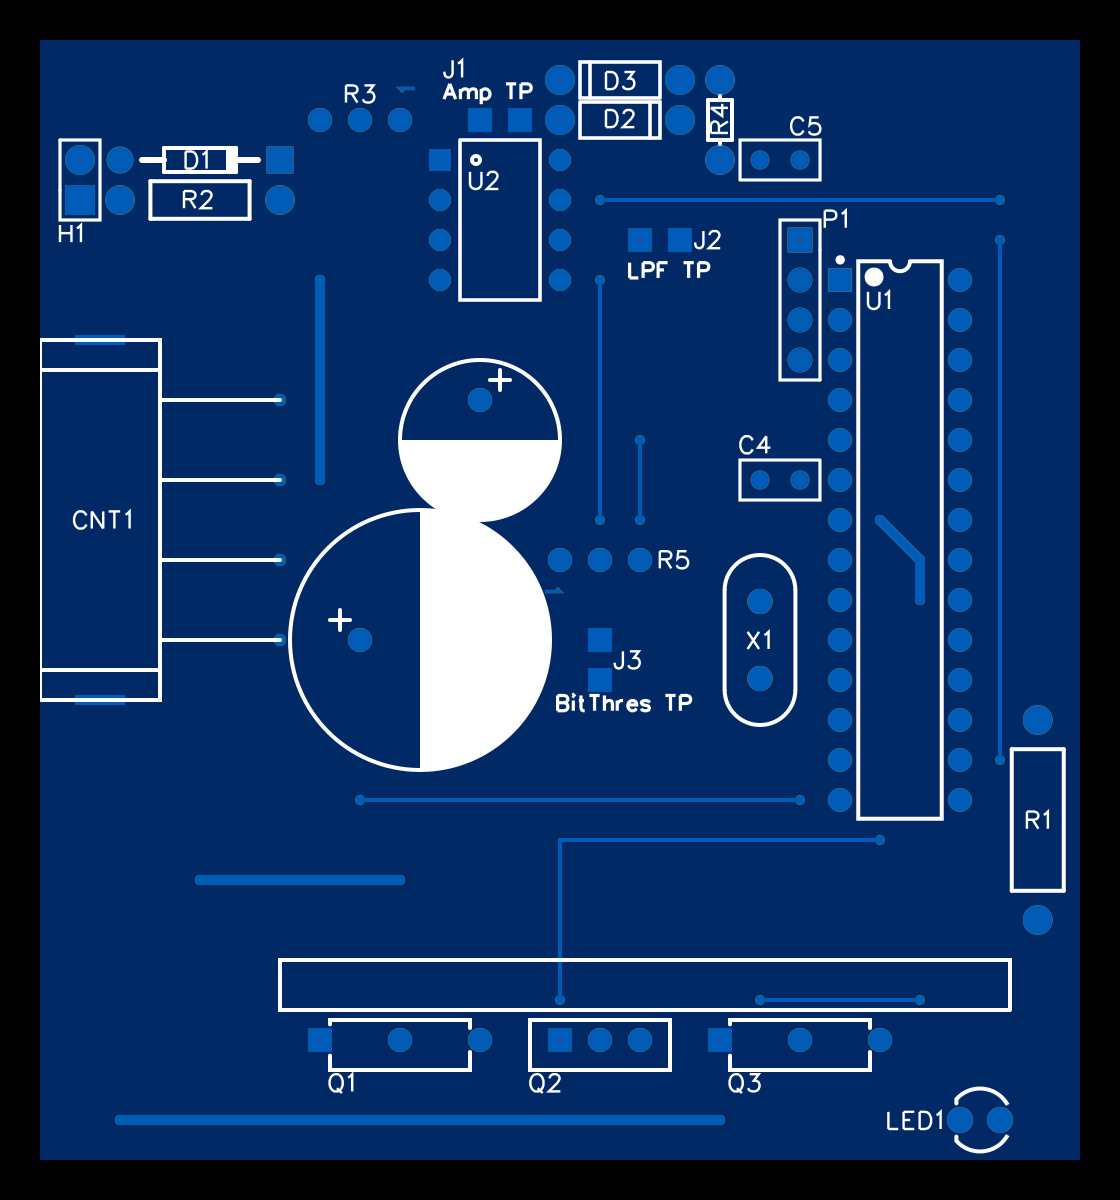 J1
Amp TP
R3
D3
D2
R4
C5
D1
R2
H1
U2
J2
LPF TP
P1
U1
+
C4
CNT1
R5
+
X1
J3
BitThres TP
R1
Q1
Q2
Q3
LED1